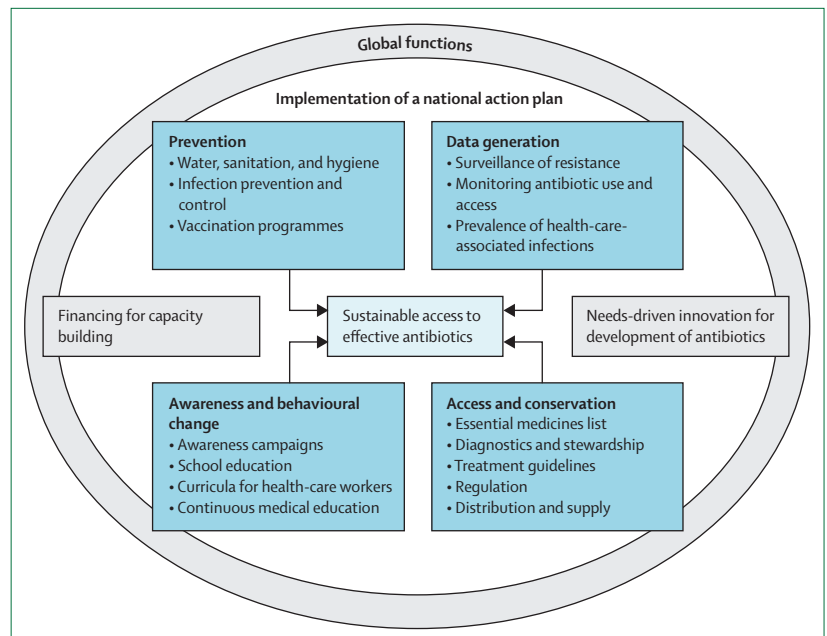 Global functions
Implementation of a national action plan
Prevention
• Water, sanitation, and hygiene
• Infection prevention and
control
• Vaccination programmes
Data generation
• Surveillance of resistance
• Monitoring antibiotic use and
access
• Prevalence of health-care-
associated infections
Financing for capacity
building
Sustainable access to
effective antibiotics
Needs-driven innovation for
development of antibiotics
Awareness and behavioural
change
• Awareness campaigns
• School education
• Curricula for health-care workers
• Continuous medical education
Access and conservation
• Essential medicines list
• Diagnostics and stewardship
• Treatment guidelines
• Regulation
• Distribution and supply